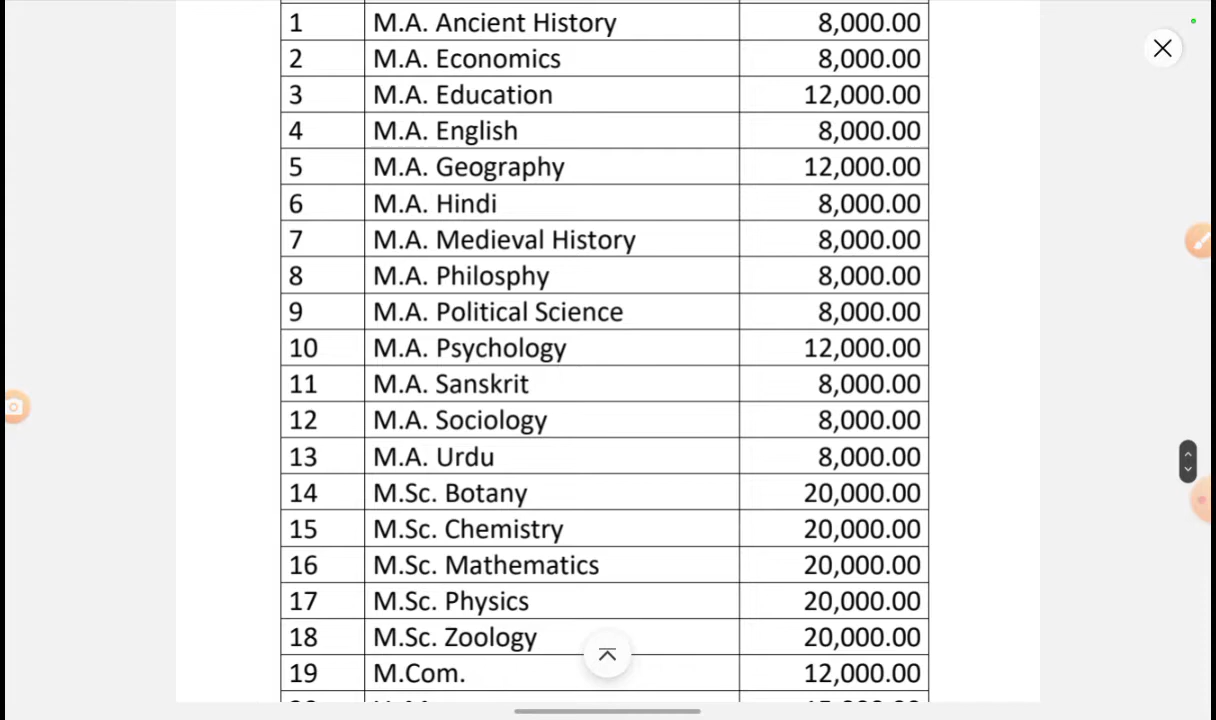 1 M.A. Ancient History 8,000.00
2 M.A. Economics 8,000.00
3 M.A. Education 12,000.00
4 M.A. English 8,000.00
5 M.A. Geography 12,000.00
6 M.A. Hindi 8,000.00
7 M.A. Medieval History 8,000.00
8 M.A. Philosphy 8,000.00
9 M.A. Political Science 8,000.00
10 M.A. Psychology 12,000.00
11 M.A. Sanskrit 8,000.00
12 M.A. Sociology 8,000.00
13 M.A. Urdu 8,000.00
14 M.Sc. Botany 20,000.00
15 M.Sc. Chemistry 20,000.00
16 M.Sc. Mathematics 20,000.00
17 M.Sc. Physics 20,000.00
18 M.Sc. Zoology 20,000.00
19 M.Com. 12,000.00